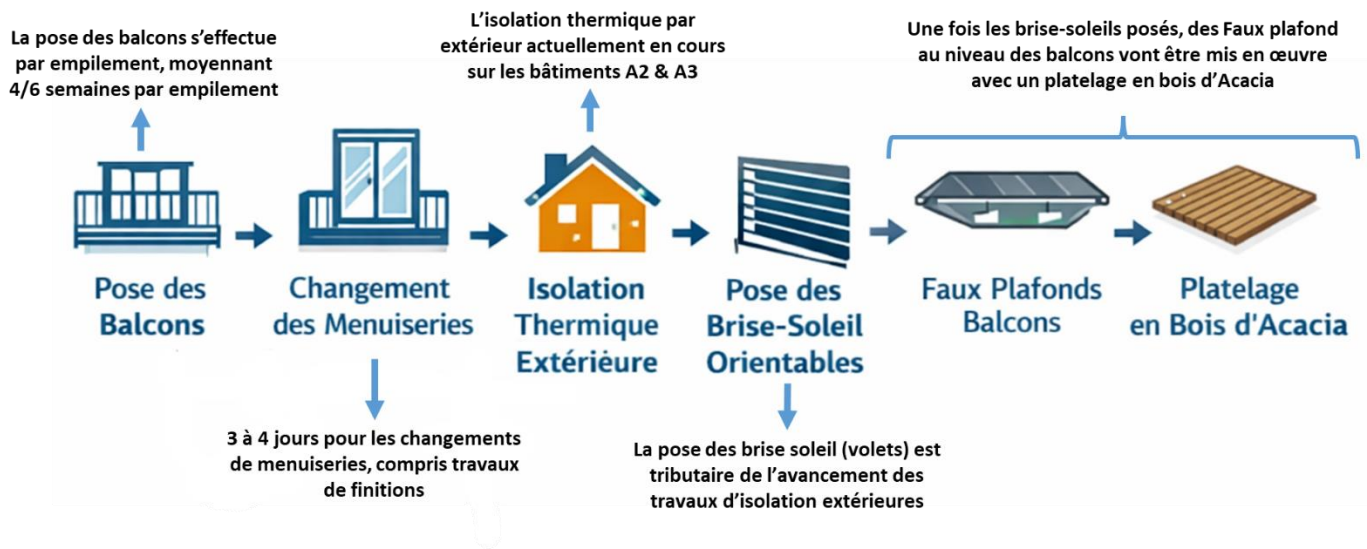 La pose des balcons s’effectue
par empilement, moyennant
4/6 semaines par empilement
L’isolation thermique par
extérieur actuellement en cours
sur les bâtiments A2 & A3
Une fois les brise-soleils posés, des Faux plafond
au niveau des balcons vont être mis en œuvre
avec un platelage en bois d’Acacia
Pose des
Balcons
Changement
des Menuiseries
Isolation
Thermique
Extérieure
Pose des
Brise-Soleil
Orientables
Faux Plafonds
Balcons
Platelage
en Bois d'Acacia
3 à 4 jours pour les changements
de menuiseries, compris travaux
de finitions
La pose des brise soleil (volets) est
tributaire de l’avancement des
travaux d’isolation extérieures